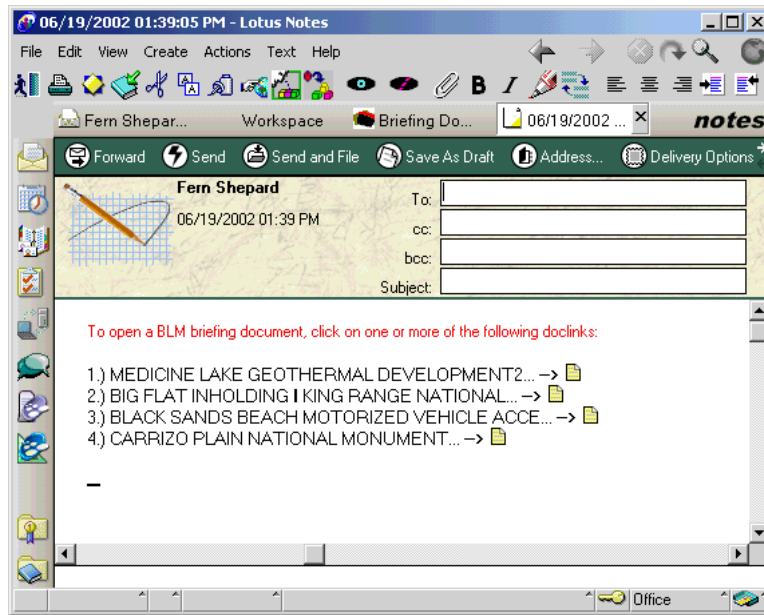 06/19/2002 01:39:05 PM - Lotus Notes
File Edit View Create Actions Text Help
B I
Fern Shepar... Workspace Briefing Do... 06/19/2002 ... notes
Forward Send Send and File Save As Draft Address... Delivery Options
Fern Shepard
06/19/2002 01:39 PM
To:
cc:
bcc:
Subject:
To open a BLM briefing document, click on one or more of the following doclinks:
1.) MEDICINE LAKE GEOTHERMAL DEVELOPMENT2... -->
2.) BIG FLAT INHOLDING I KING RANGE NATIONAL... -->
3.) BLACK SANDS BEACH MOTORIZED VEHICLE ACCE... -->
4.) CARRIZO PLAIN NATIONAL MONUMENT... -->
Office